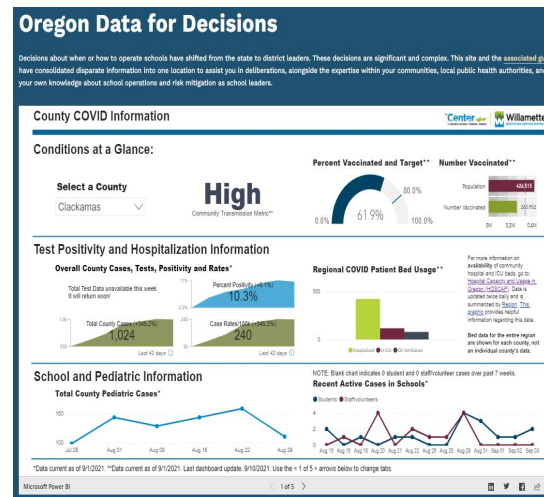 Oregon Data for Decisions
Decisions about when or how to operate schools have shifted from the state to district leaders. These decisions are significant and complex. This site and the associated
have consolidated disparate information into one location to assist you in deliberations, alongside the expertise within your communities, local public health authorities, and
your own knowledge about school operations and risk mitigation as school leaders.
County COVID Information
Center
Willamette
Conditions at a Glance:
Select a County
Clackamas
High
Community Transmission Metric**
Percent Vaccinated and Target**
80.0%
61.9%
0.0%
100.0%
Number Vaccinated**
Population
424,515
Number Vaccinated
0M 0.2M 0.4M
Test Positivity and Hospitalization Information
Overall County Cases, Tests, Positivity and Rates*
Total Test Data unavailable this week.
It will return soon!
Percent Positivity
10.3%
Total County Cases (+345.2%)
1,024
Last 42 days
Case Rates/100k (+345.2%)
240
Last 42 days
Regional COVID Patient Bed Usage**
500
0
Hospitalized In ICU On Ventilators
For more information on
availability of community
hospital and ICU beds, go to:
Hospital Capacity and Usage in
Oregon (HOSCAP). Data is
updated twice daily and is
summarized by Region. This
graphic provides helpful
information regarding this data.
Bed data for the entire region
are shown for each county, not
an individual county's data.
School and Pediatric Information
Total County Pediatric Cases*
150
100
Jul 25 Aug 01 Aug 08 Aug 15 Aug 22 Aug 29
NOTE: Blank chart indicates 0 student and 0 staff/volunteer cases over past 7 weeks.
Recent Active Cases in Schools*
Students Staff/volunteers
4
2
0
*Data current as of 9/1/2021. **Data current as of 9/1/2021. Last dashboard update: 9/10/2021. Use the < 1 of 5 > arrows below to change tabs.
Microsoft Power BI
< 1 of 5 >